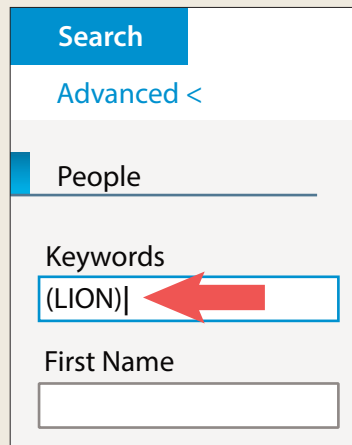 Search
Advanced <
People
Keywords
(LION)
First Name